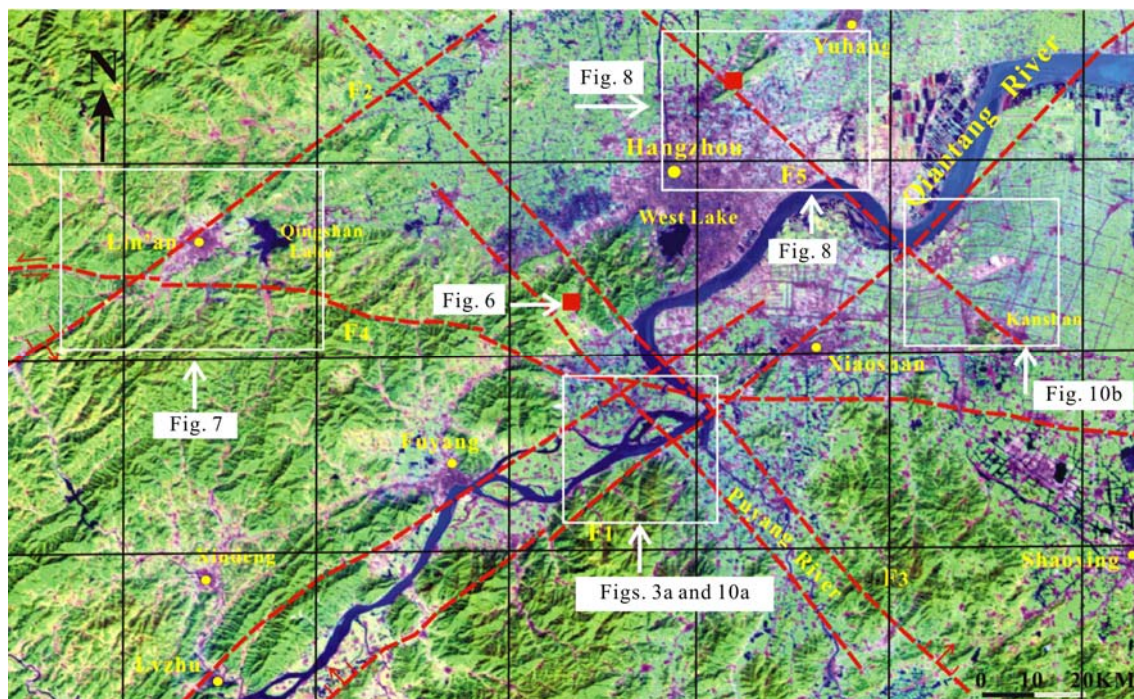 Yuhang
N
Fig. 8
F2
Qiantang River
Hangzhou
F5
West Lake
Lin'an
Qingshan
Lake
Fig. 8
Fig. 6
F4
Kanshan
Xiaoshan
Fig. 7
Fig. 10b
Fuyang
Puyang River
F1
F3
Shaoxing
Figs. 3a and 10a
Xindeng
Lvzhu
0 10 20KM